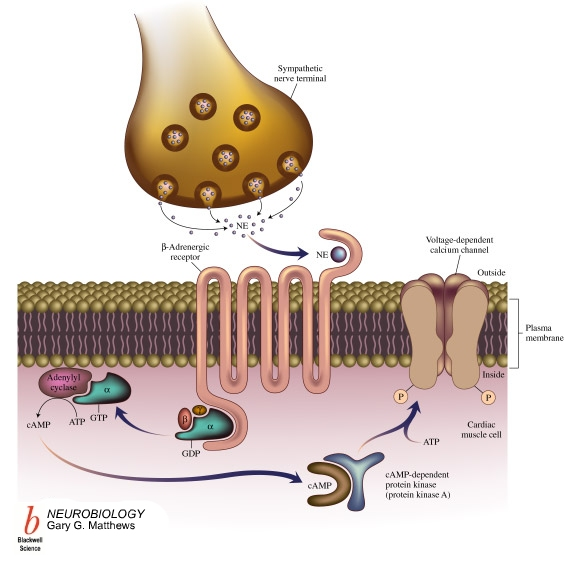 Sympathetic
nerve terminal
NE
β-Adrenergic
receptor
NE
Voltage-dependent
calcium channel
Outside
Plasma
membrane
Inside
Adenylyl
cyclase
α
GTP
ATP
cAMP
β
α
GDP
P
P
ATP
Cardiac
muscle cell
cAMP
cAMP-dependent
protein kinase
(protein kinase A)
b
Blackwell
Science
NEUROBIOLOGY
Gary G. Matthews